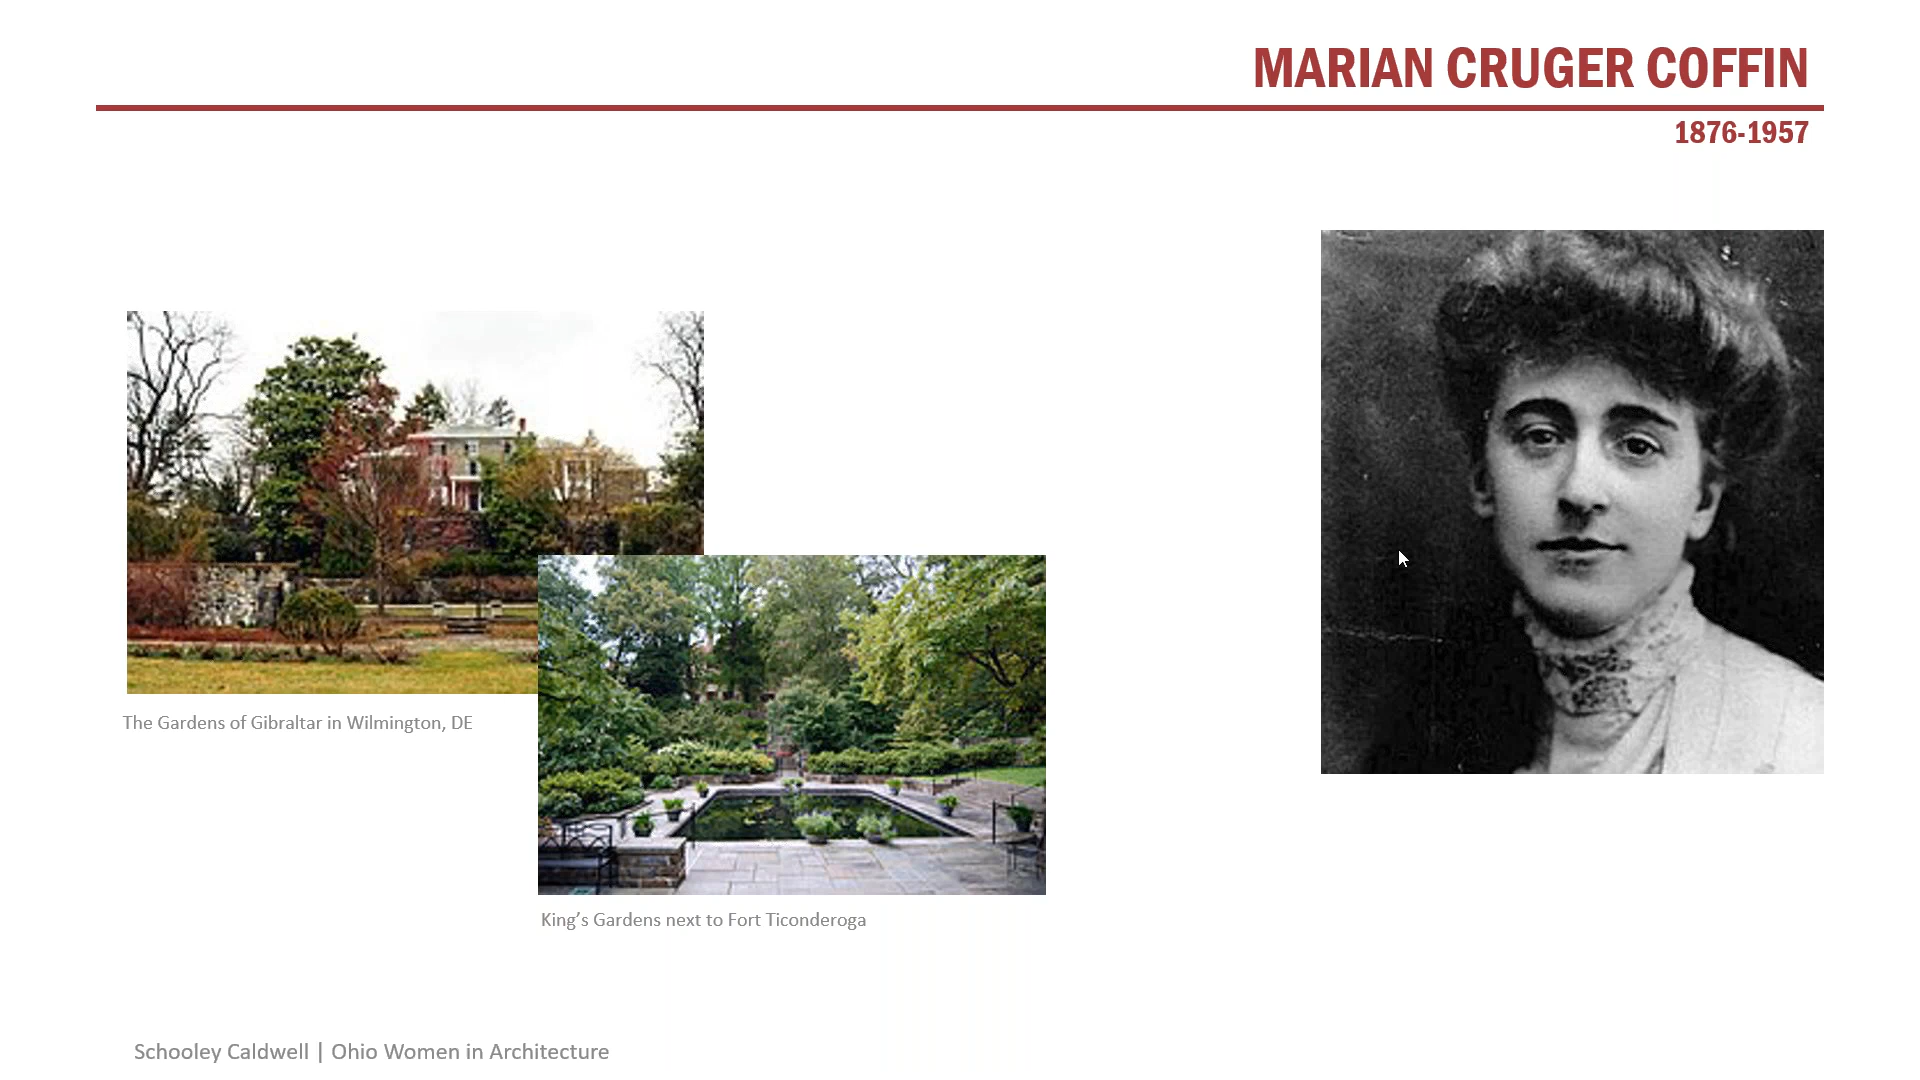 MARIAN CRUGER COFFIN
1876-1957
The Gardens of Gibraltar in Wilmington, DE
King’s Gardens next to Fort Ticonderoga
Schooley Caldwell | Ohio Women in Architecture